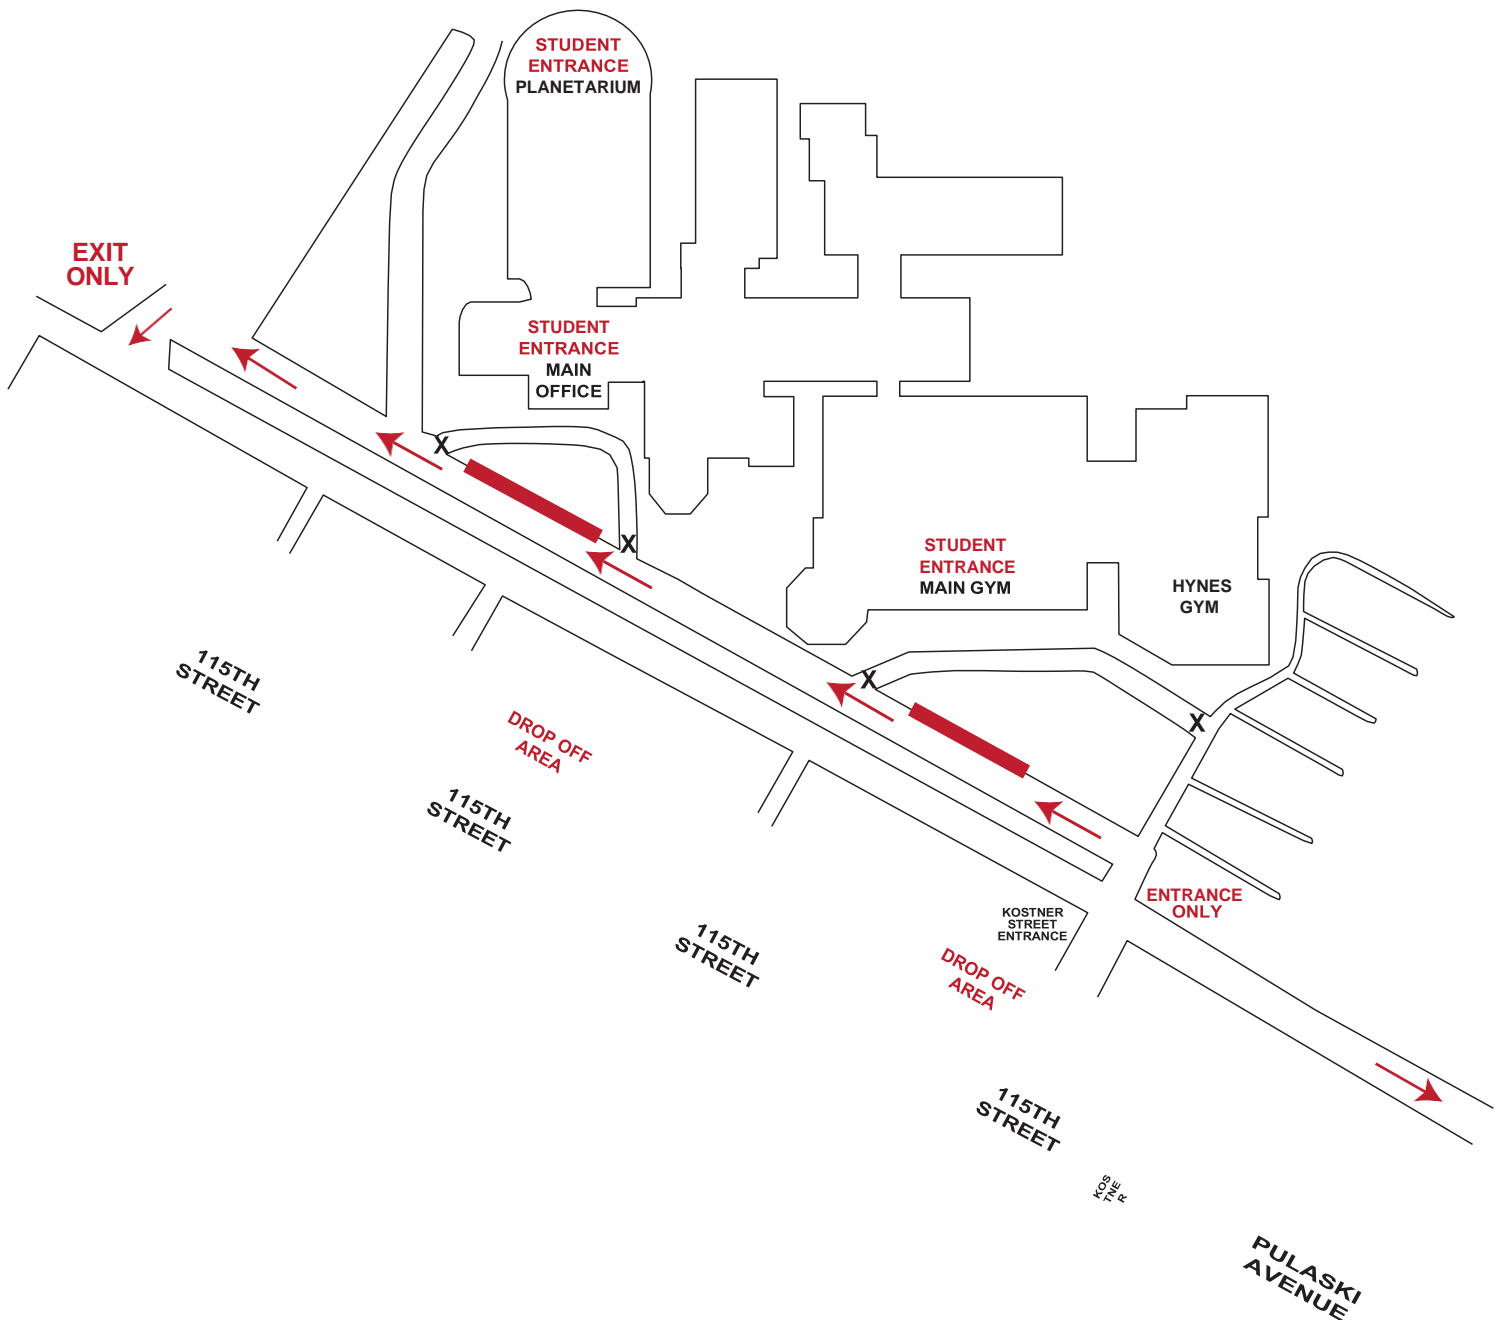 STUDENT
ENTRANCE
PLANETARIUM
EXIT
ONLY
STUDENT
ENTRANCE
MAIN
OFFICE
X
X
STUDENT
ENTRANCE
MAIN GYM
HYNES
GYM
X
X
115TH
STREET
DROP OFF
AREA
115TH
STREET
ENTRANCE
ONLY
KOSTNER
STREET
ENTRANCE
115TH
STREET
DROP OFF
AREA
115TH
STREET
KOS
TNE
R
PULASKI
AVENUE